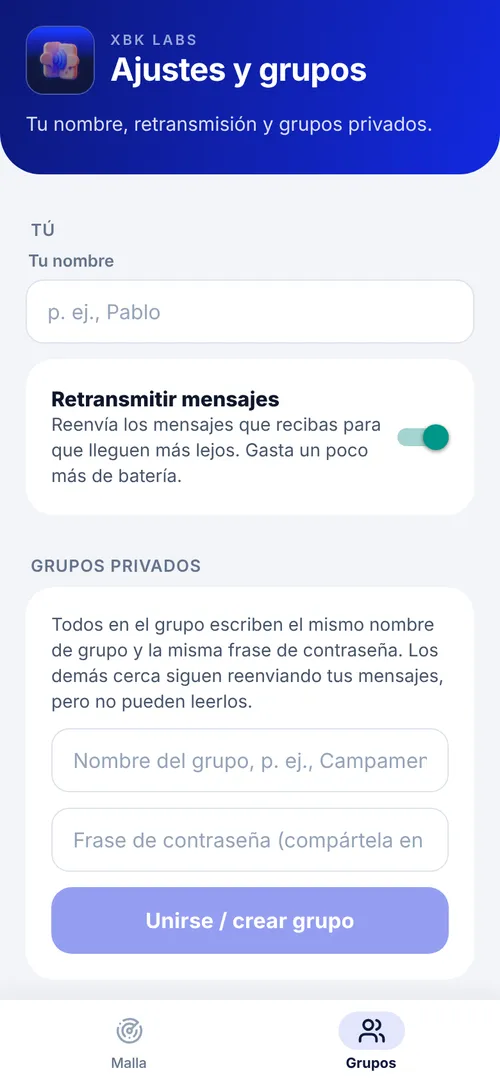 XBK LABS
Ajustes y grupos
Tu nombre, retransmisión y grupos privados.
TÚ
Tu nombre
p. ej., Pablo
Retransmitir mensajes
Reenvía los mensajes que recibas para
que lleguen más lejos. Gasta un poco
más de batería.
GRUPOS PRIVADOS
Todos en el grupo escriben el mismo nombre
de grupo y la misma frase de contraseña. Los
demás cerca siguen reenviando tus mensajes,
pero no pueden leerlos.
Nombre del grupo, p. ej., Campamen
Frase de contraseña (compártela en
Unirse / crear grupo
Malla
Grupos